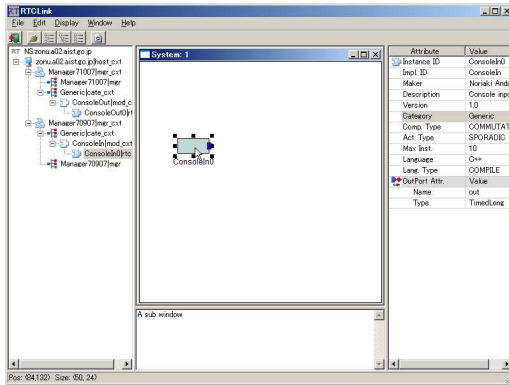 RTCLink
File Edit Display Window Help
NS:zonu.a02.aist.go.jp
zonu.a02.aist.go.jp|host_cxt
Manager71007|mgr_cxt
Manager71007|mgr
Generic|cate_cxt
ConsoleOut|mod_c
ConsoleOut0|rt
Manager70907|mgr_cxt
Generic|cate_cxt
ConsoleIn|mod_cxt
ConsoleIn0|rtc
Manager70907|mgr
System: 1
ConsoleIn0
A sub window
Attribute Value
Instance ID ConsoleIn0
Impl. ID ConsoleIn
Maker Noriaki Ando
Description Console inpu
Version 1.0
Category Generic
Comp. Type COMMUTAT
Act. Type SPORADIC
Max Inst. 10
Language C++
Lang. Type COMPILE
OutPort Attr. Value
Name out
Type TimedLong
Pos: (84,132) Size: (50, 24)